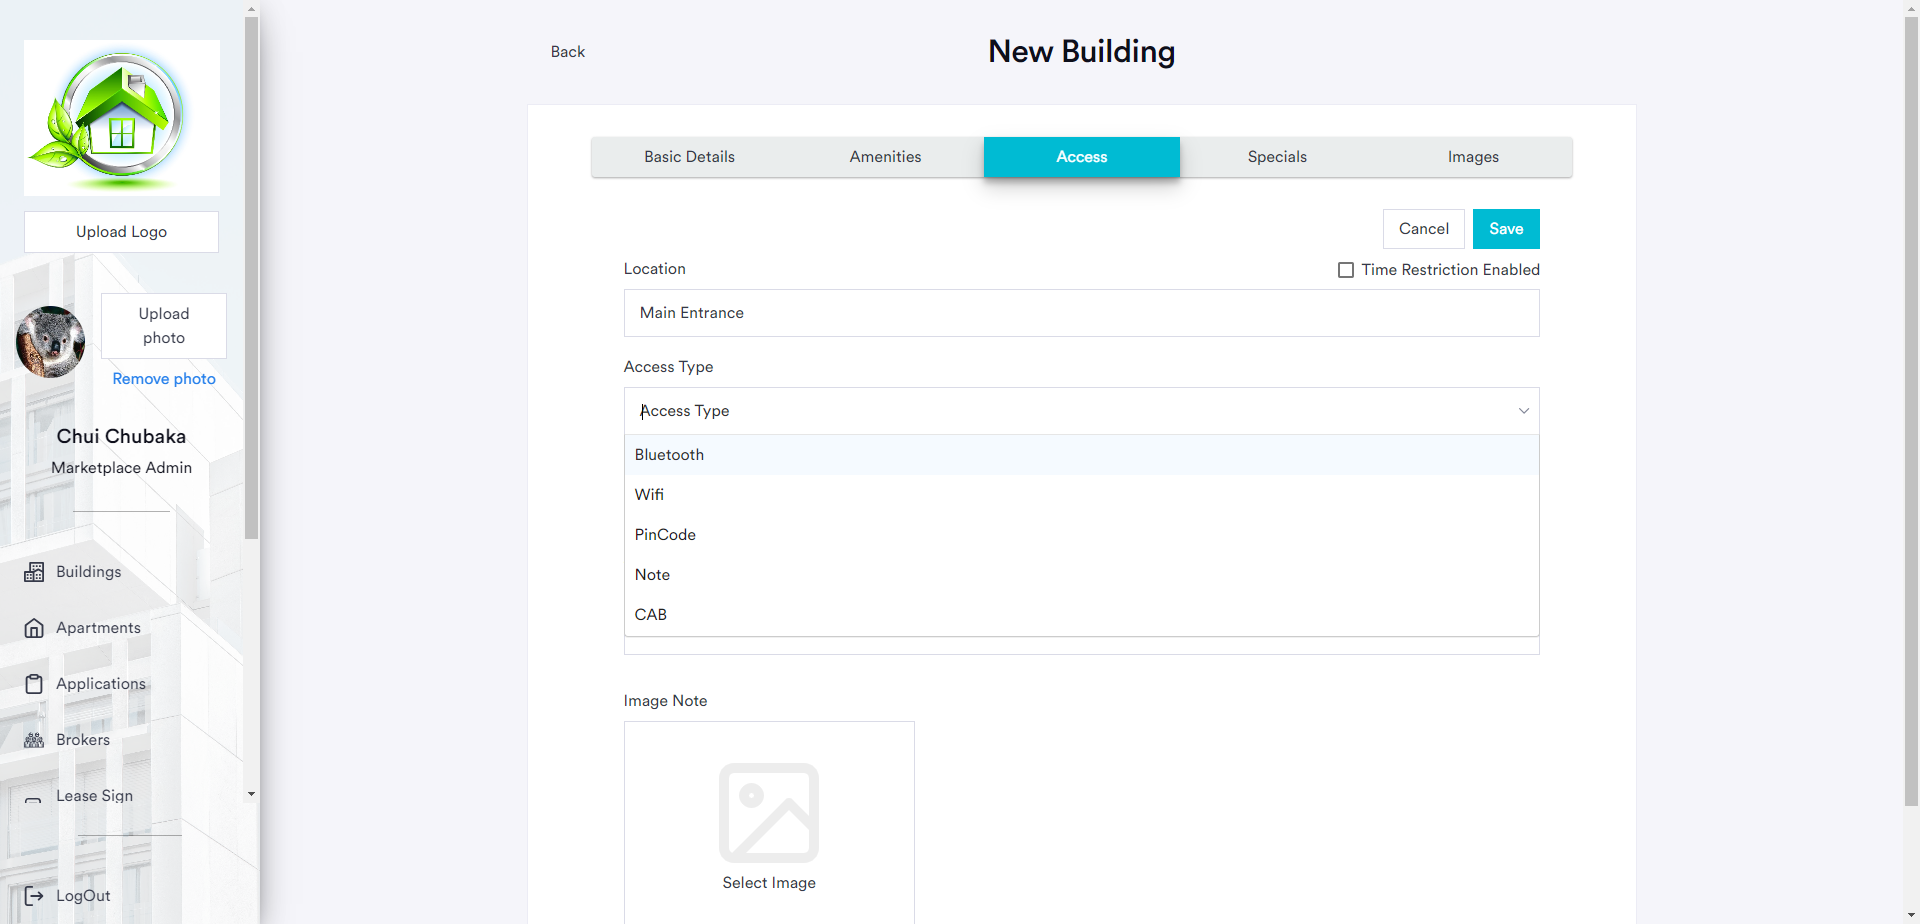 Upload Logo
Upload
photo
Remove photo
Chui Chubaka
Marketplace Admin
Buildings
Apartments
Applications
Brokers
Lease Sign
LogOut
Back
New Building
Basic Details
Amenities
Access
Specials
Images
Cancel
Save
Location
Time Restriction Enabled
Main Entrance
Access Type
Access Type
Bluetooth
Wifi
PinCode
Note
CAB
Image Note
Select Image